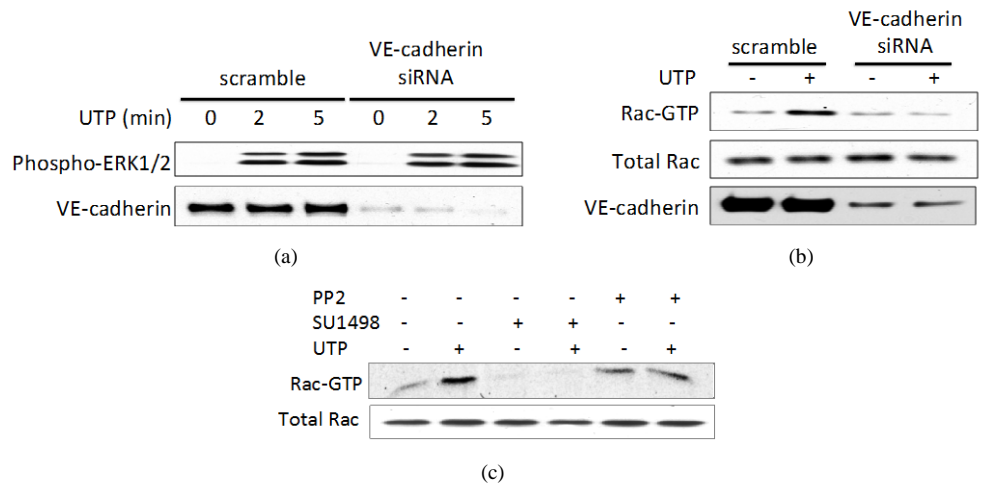 scramble
VE-cadherin
siRNA
UTP (min) 0 2 5 0 2 5
Phospho-ERK1/2
VE-cadherin
(a)
scramble
VE-cadherin
siRNA
UTP - + - +
Rac-GTP
Total Rac
VE-cadherin
(b)
PP2 - - - - + +
SU1498 - - + + - -
UTP - + - + - +
Rac-GTP
Total Rac
(c)